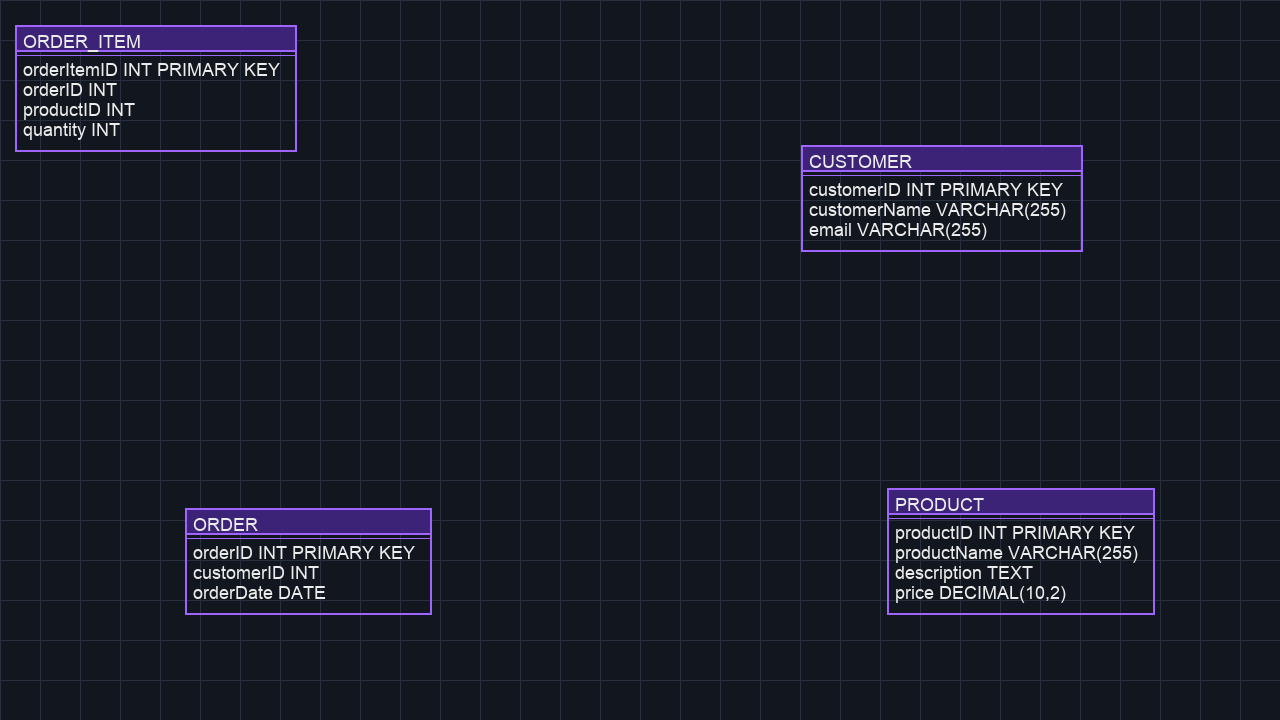 ORDER_ITEM
orderItemID INT PRIMARY KEY
orderID INT
productID INT
quantity INT
CUSTOMER
customerID INT PRIMARY KEY
customerName VARCHAR(255)
email VARCHAR(255)
ORDER
orderID INT PRIMARY KEY
customerID INT
orderDate DATE
PRODUCT
productID INT PRIMARY KEY
productName VARCHAR(255)
description TEXT
price DECIMAL(10,2)